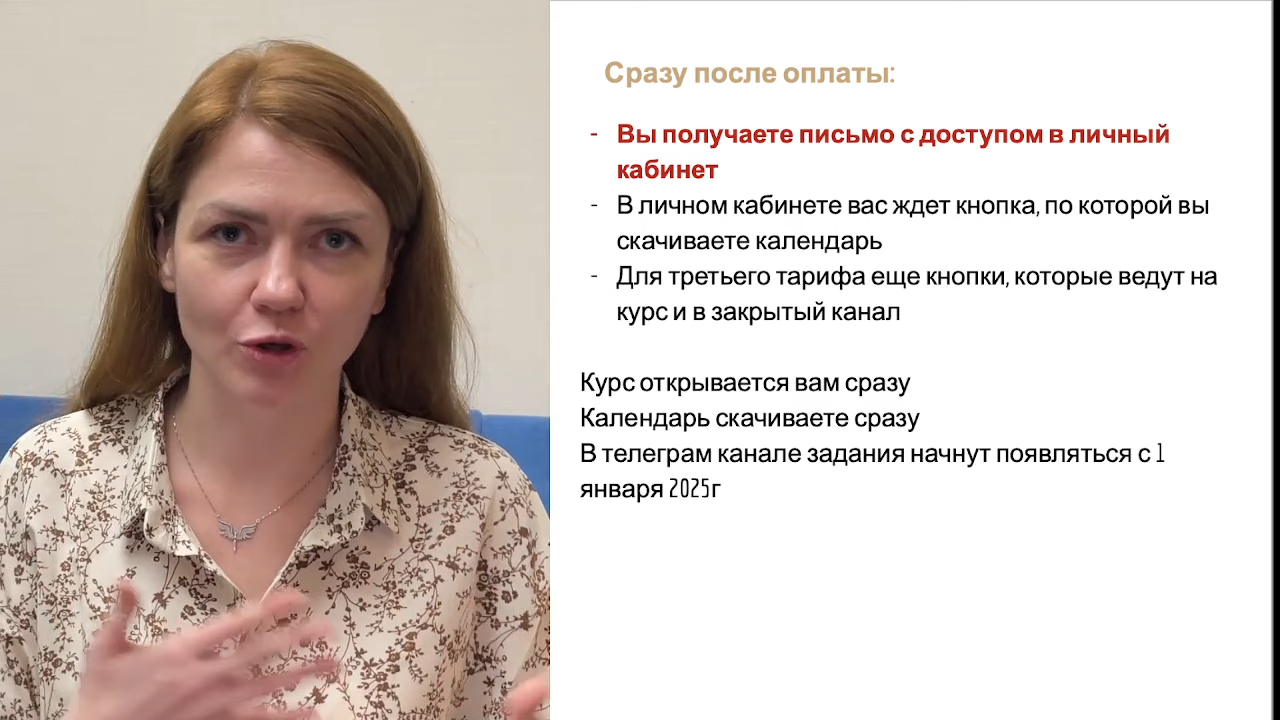 Сразу после оплаты:
- Вы получаете письмо с доступом в личный
кабинет
- В личном кабинете вас ждет кнопка, по которой вы
скачиваете календарь
- Для третьего тарифа еще кнопки, которые ведут на
курс и в закрытый канал
Курс открывается вам сразу
Календарь скачиваете сразу
В телеграм канале задания начнут появляться с 1
января 2025г